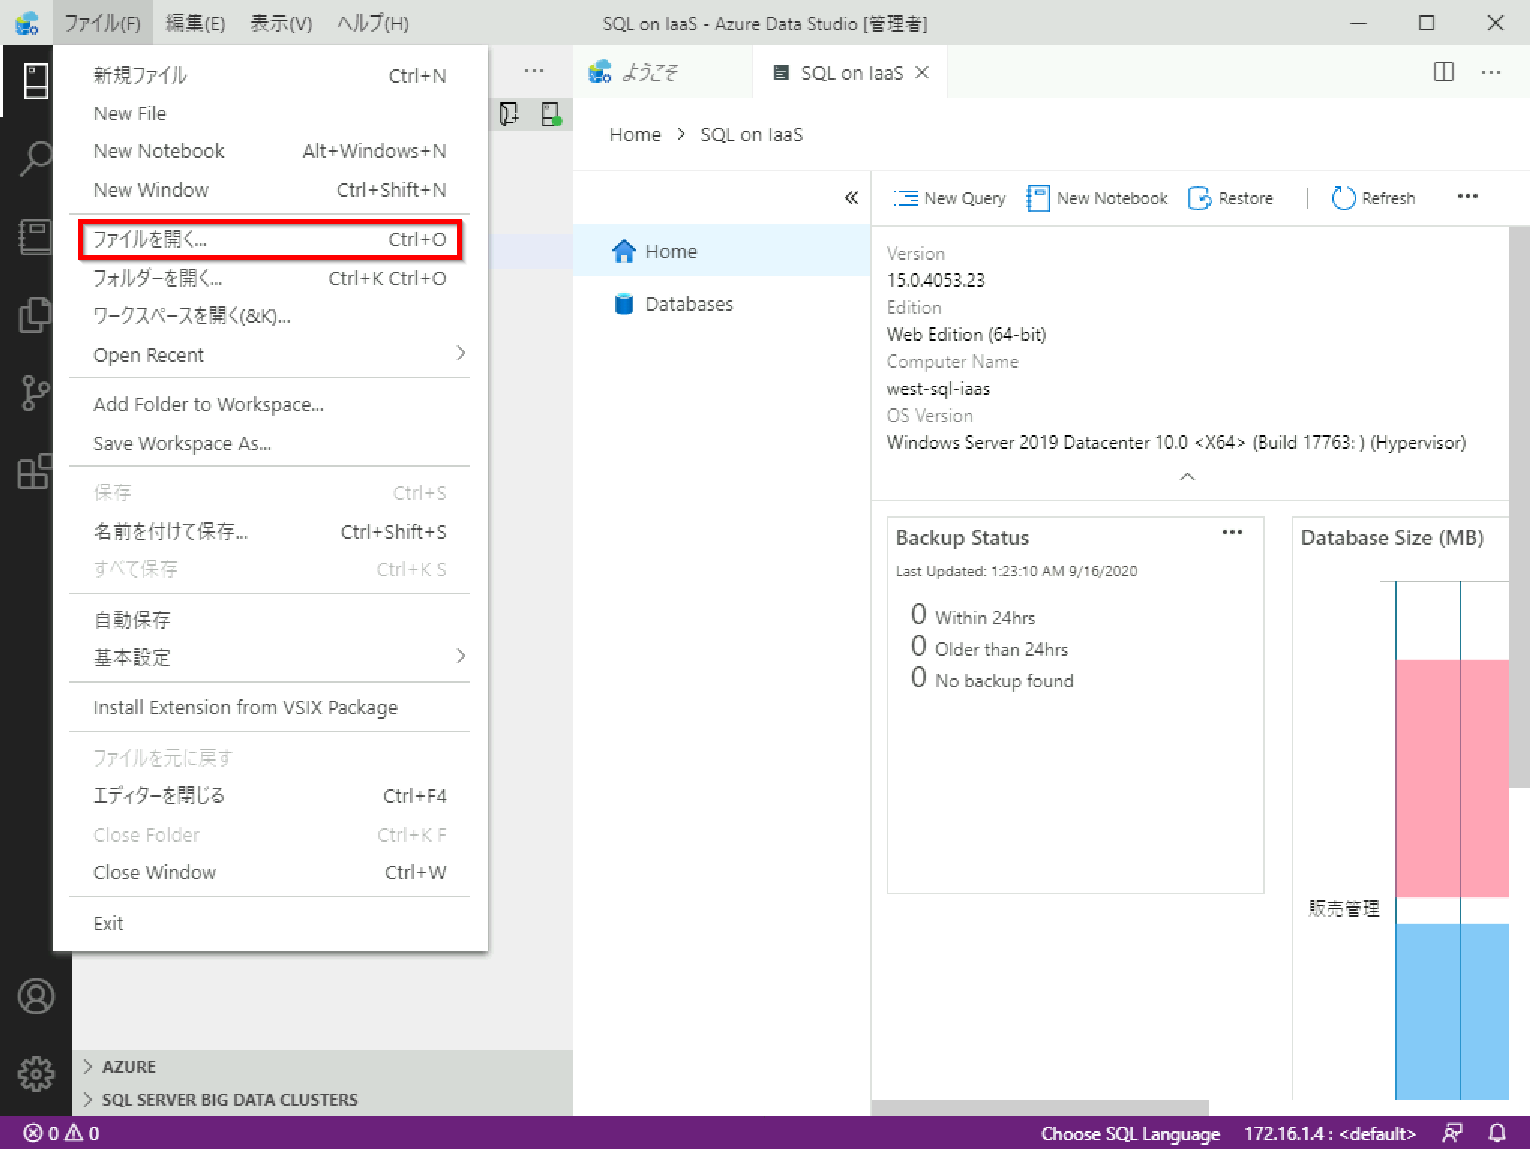 ファイル(F) 編集(E) 表示(V) ヘルプ(H) SQL on IaaS - Azure Data Studio [管理者]
新規ファイル Ctrl+N
New File
New Notebook Alt+Windows+N
New Window Ctrl+Shift+N
ファイルを開く... Ctrl+O
フォルダーを開く... Ctrl+K Ctrl+O
ワークスペースを開く(&K)...
Open Recent
Add Folder to Workspace...
Save Workspace As...
保存 Ctrl+S
名前を付けて保存... Ctrl+Shift+S
すべて保存 Ctrl+K S
自動保存
基本設定
Install Extension from VSIX Package
ファイルを元に戻す
エディターを閉じる Ctrl+F4
Close Folder Ctrl+K F
Close Window Ctrl+W
Exit
AZURE
SQL SERVER BIG DATA CLUSTERS
ようこそ SQL on IaaS
Home > SQL on IaaS
Home
Databases
New Query New Notebook Restore Refresh
Version
15.0.4053.23
Edition
Web Edition (64-bit)
Computer Name
west-sql-iaas
OS Version
Windows Server 2019 Datacenter 10.0 <X64> (Build 17763: ) (Hypervisor)
Backup Status
Last Updated: 1:23:10 AM 9/16/2020
0 Within 24hrs
0 Older than 24hrs
0 No backup found
Database Size (MB)
販売管理
0 0 Choose SQL Language 172.16.1.4 : <default>